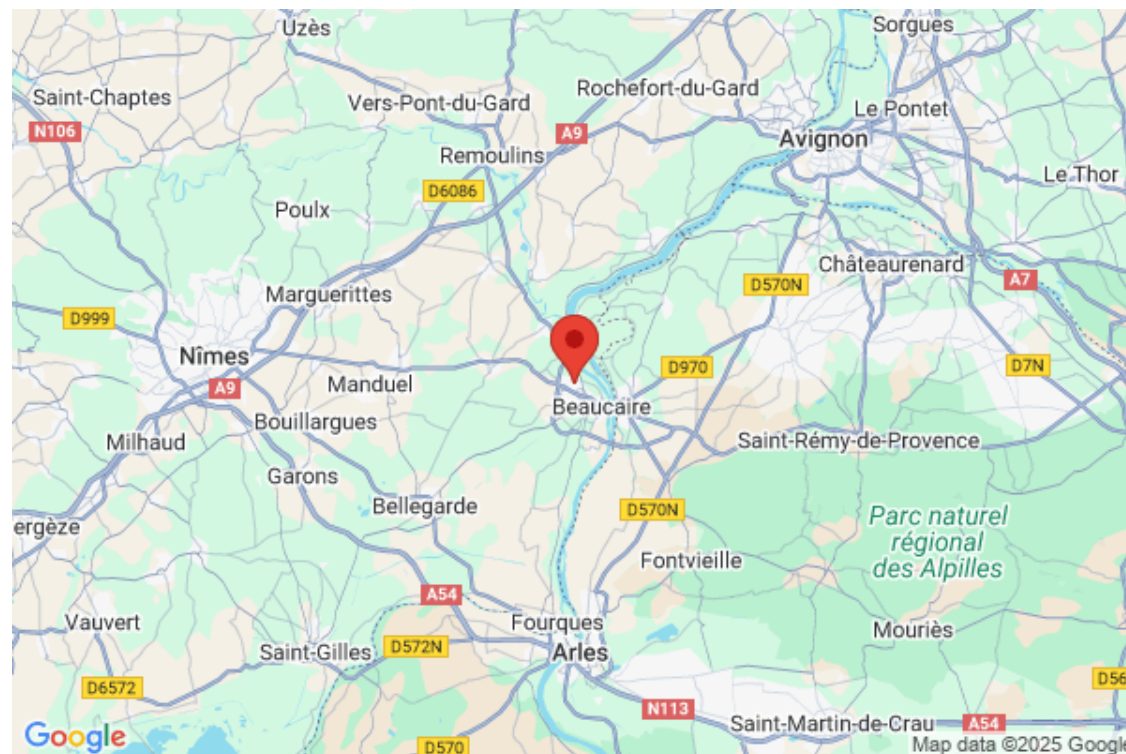 Uzès
Sorgues
Saint-Chaptes
Rochefort-du-Gard
Vers-Pont-du-Gard
Le Pontet
N106
A9
Avignon
Remoulins
Le Thor
D6086
Poulx
Châteaurenard
A7
D570N
Marguerittes
D999
Nîmes
D970
D7N
Manduel
A9
Beaucaire
Bouillargues
Milhaud
Saint-Rémy-de-Provence
Garons
Bellegarde
D570N
ergèze
Parc naturel
régional
des Alpilles
Fontvieille
A54
Vauvert
Fourques
Mouriès
Saint-Gilles
D572N
Arles
D6572
D56
N113
Saint-Martin-de-Crau
A54
Google
D570
Map data ©2025 Google